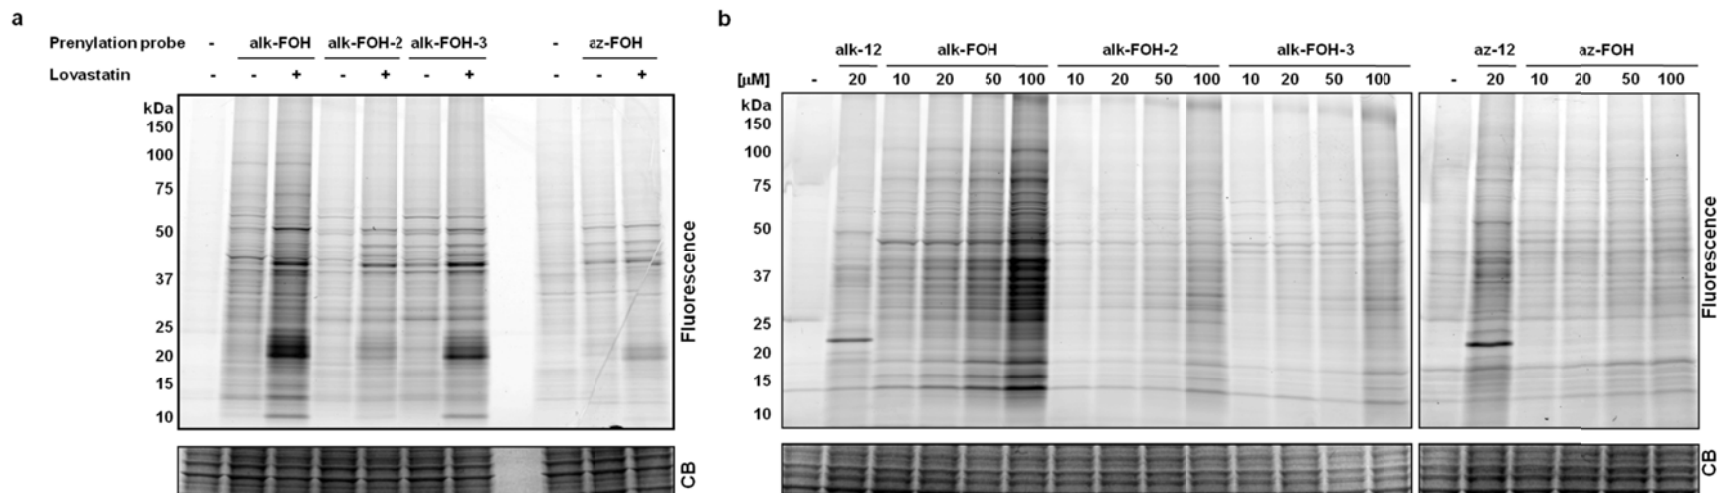 a
Prenylation probe - alk-FOH alk-FOH-2 alk-FOH-3 - az-FOH
Lovastatin - - + - + - + - - +
kDa
150
100
75
50
37
25
20
15
10
Fluorescence
CB
b
alk-12 alk-FOH alk-FOH-2 alk-FOH-3 az-12 az-FOH
[µM] - 20 10 20 50 100 10 20 50 100 10 20 50 100 - 20 10 20 50 100
kDa
150
100
75
50
37
25
20
15
10
Fluorescence
CB